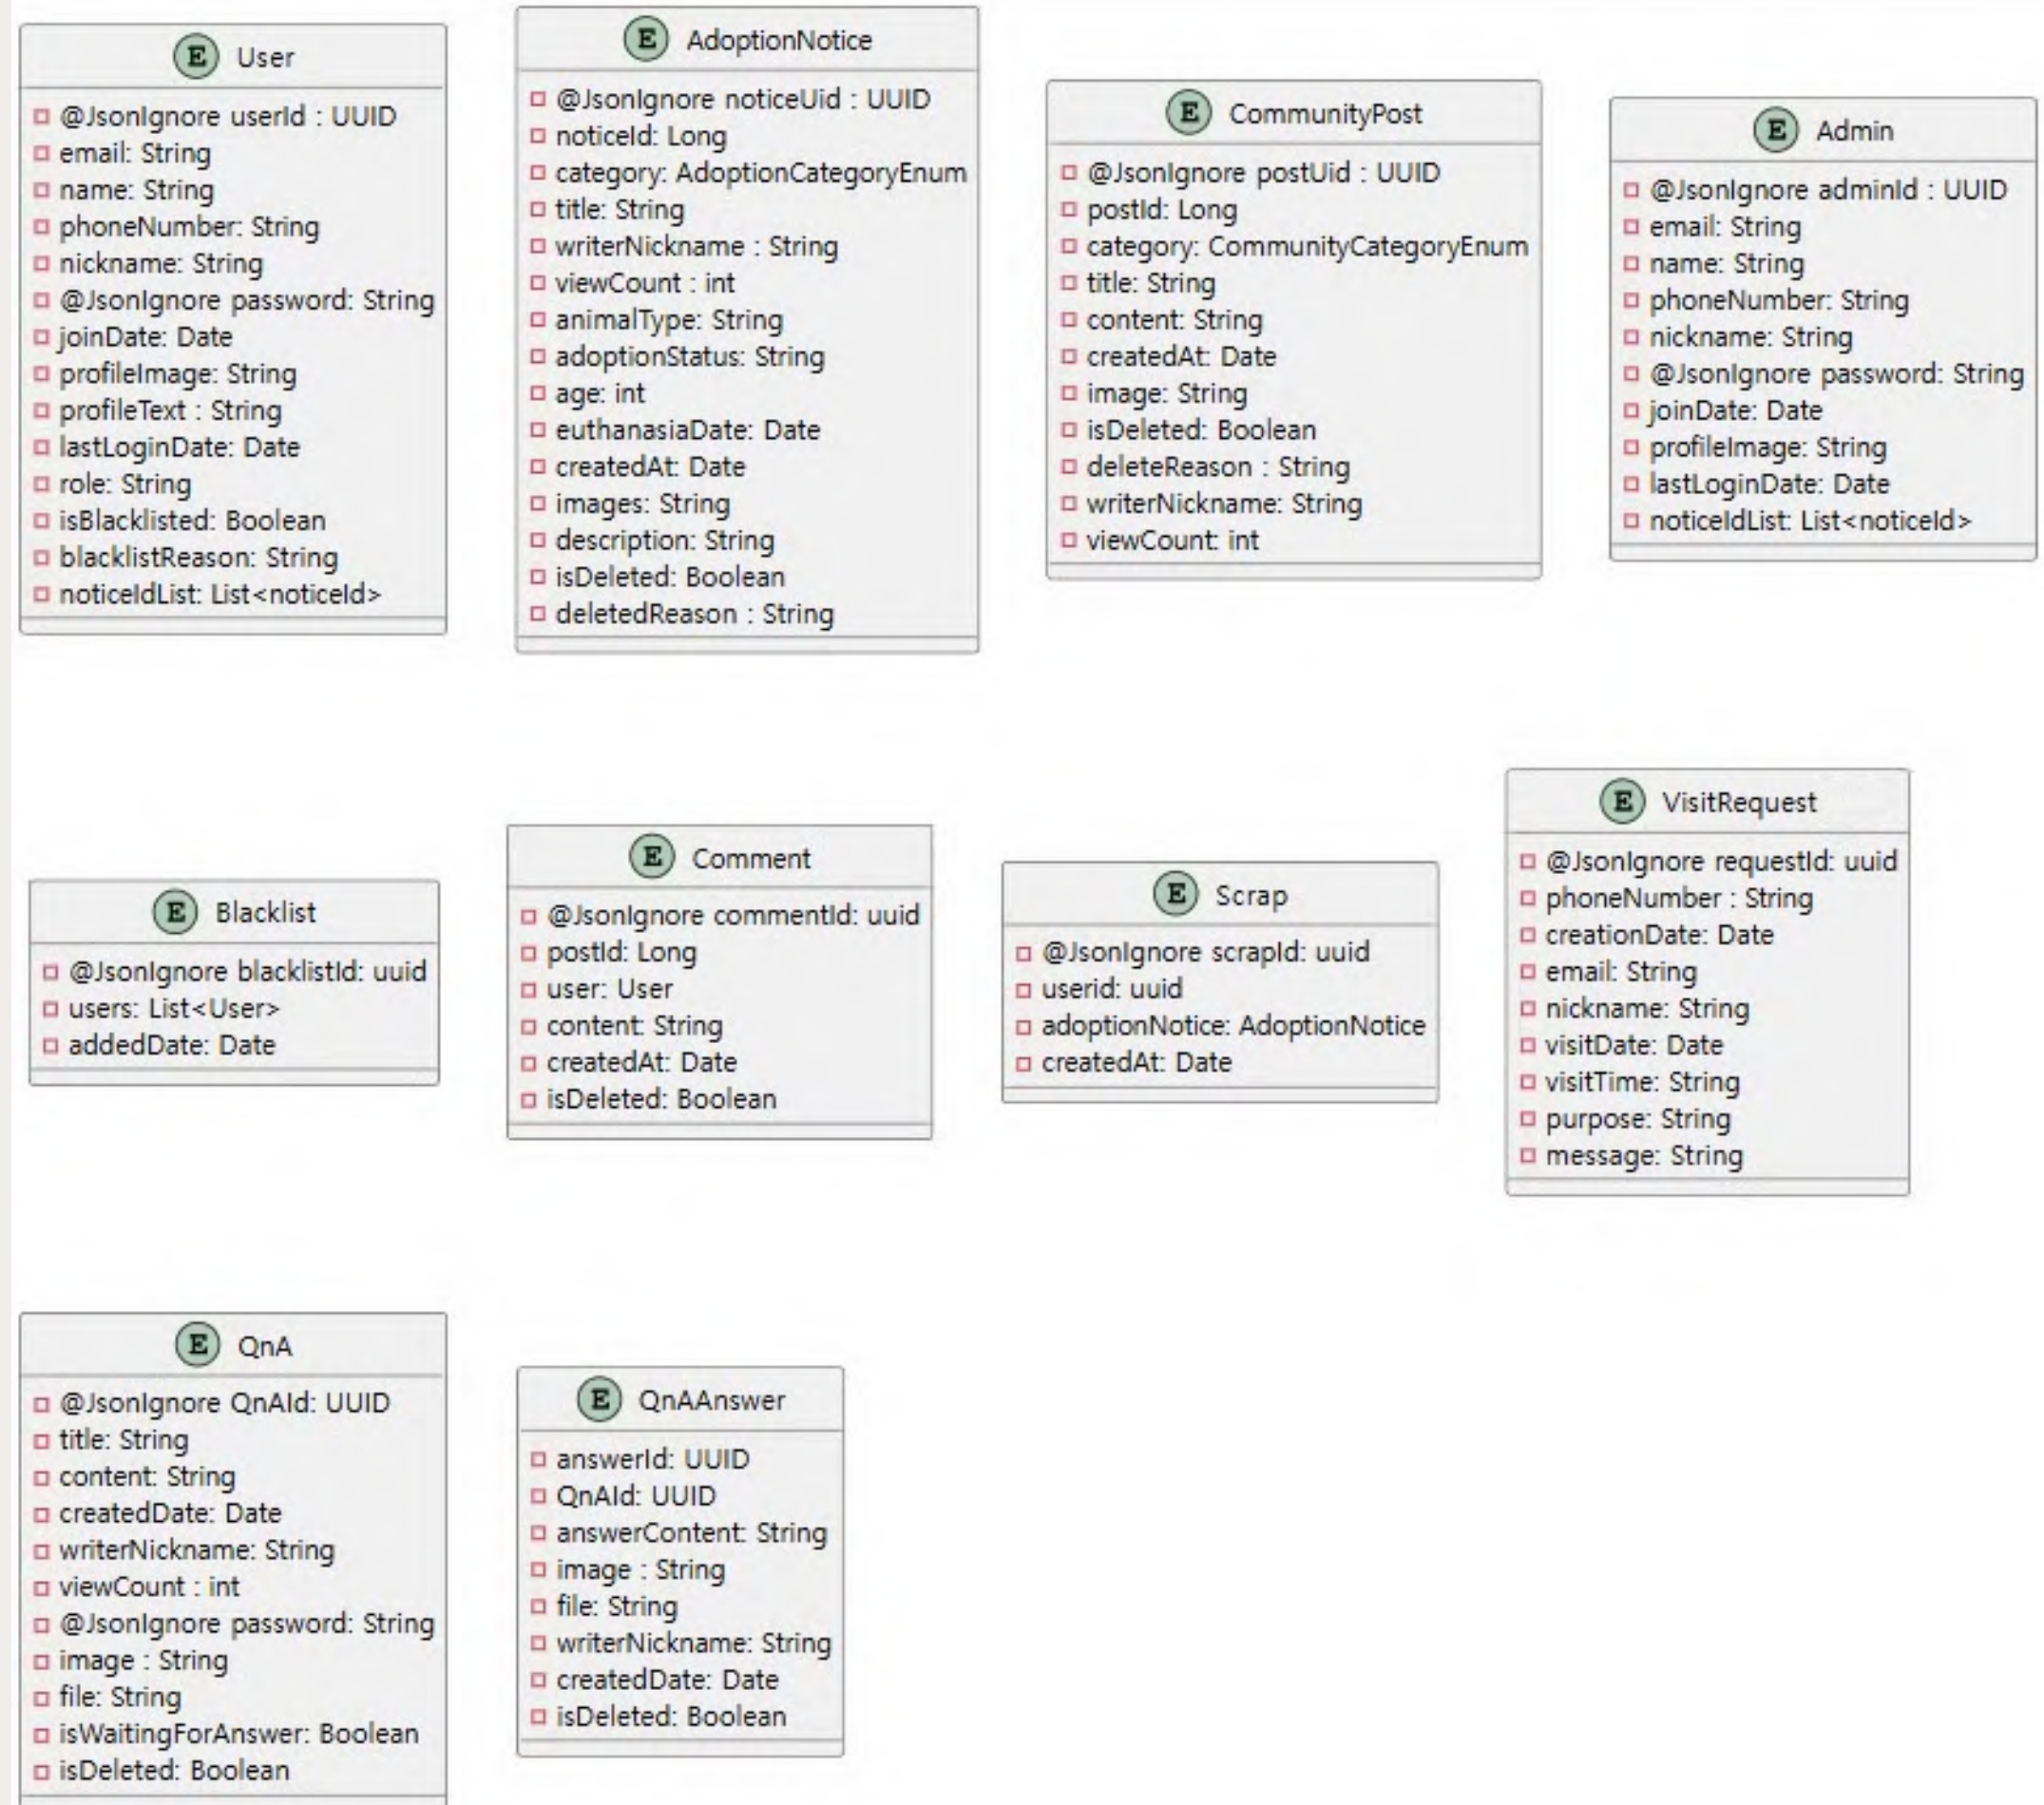 E User
@JsonIgnore userId : UUID
email: String
name: String
phoneNumber: String
nickname: String
@JsonIgnore password: String
joinDate: Date
profileImage: String
profileText : String
lastLoginDate: Date
role: String
isBlacklisted: Boolean
blacklistReason: String
noticeIdList: List<noticeId>
E AdoptionNotice
@JsonIgnore noticeUid : UUID
noticeId: Long
category: AdoptionCategoryEnum
title: String
writerNickname : String
viewCount : int
animalType: String
adoptionStatus: String
age: int
euthanasiaDate: Date
createdAt: Date
images: String
description: String
isDeleted: Boolean
deletedReason : String
E CommunityPost
@JsonIgnore postUid : UUID
postId: Long
category: CommunityCategoryEnum
title: String
content: String
createdAt: Date
image: String
isDeleted: Boolean
deleteReason : String
writerNickname: String
viewCount: int
E Admin
@JsonIgnore adminId : UUID
email: String
name: String
phoneNumber: String
nickname: String
@JsonIgnore password: String
joinDate: Date
profileImage: String
lastLoginDate: Date
noticeIdList: List<noticeId>
E Blacklist
@JsonIgnore blacklistId: uuid
users: List<User>
addedDate: Date
E Comment
@JsonIgnore commentId: uuid
postId: Long
user: User
content: String
createdAt: Date
isDeleted: Boolean
E Scrap
@JsonIgnore scrapId: uuid
userid: uuid
adoptionNotice: AdoptionNotice
createdAt: Date
E VisitRequest
@JsonIgnore requestId: uuid
phoneNumber : String
creationDate: Date
email: String
nickname: String
visitDate: Date
visitTime: String
purpose: String
message: String
E QnA
@JsonIgnore QnAId: UUID
title: String
content: String
createdDate: Date
writerNickname: String
viewCount : int
@JsonIgnore password: String
image : String
file: String
isWaitingForAnswer: Boolean
isDeleted: Boolean
E QnAAnswer
answerId: UUID
QnAId: UUID
answerContent: String
image : String
file: String
writerNickname: String
createdDate: Date
isDeleted: Boolean